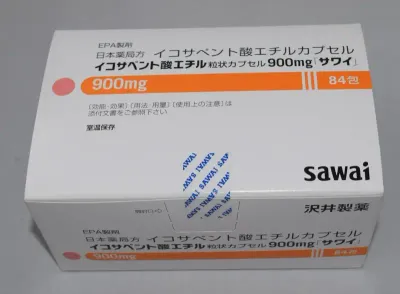 EPA製剤
日本薬局方 イコサペント酸エチルカプセル
イコサペント酸エチル粒状カプセル900mg「サワイ」
900mg 84包
〔効能・効果〕〔用法・用量〕〔使用上の注意〕は
添付文書をご参照下さい
室温保存
sawai
SAWAI SAWAI SAWAI
沢井製薬
EPA製剤
日本薬局方 イコサペント酸エチルカプセル
イコサペント酸エチル粒状カプセル900mg「サワイ」
900mg 84包